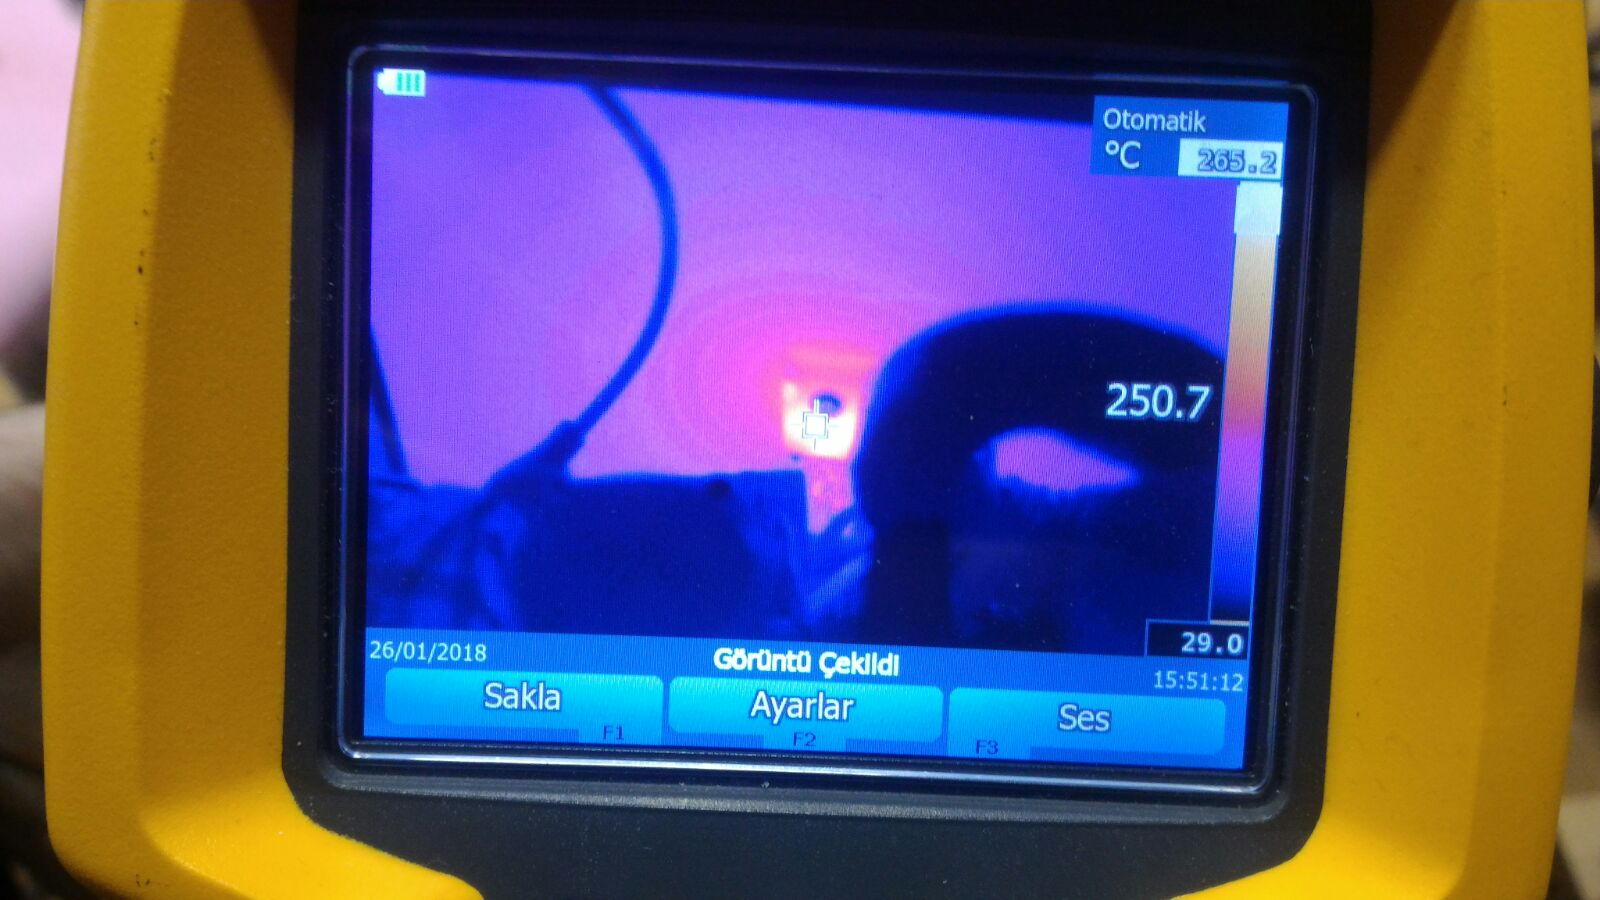 Otomatik
°C 265.2
250.7
29.0
26/01/2018 Görüntü Çekildi 15:51:12
Sakla Ayarlar Ses
F1 F2 F3